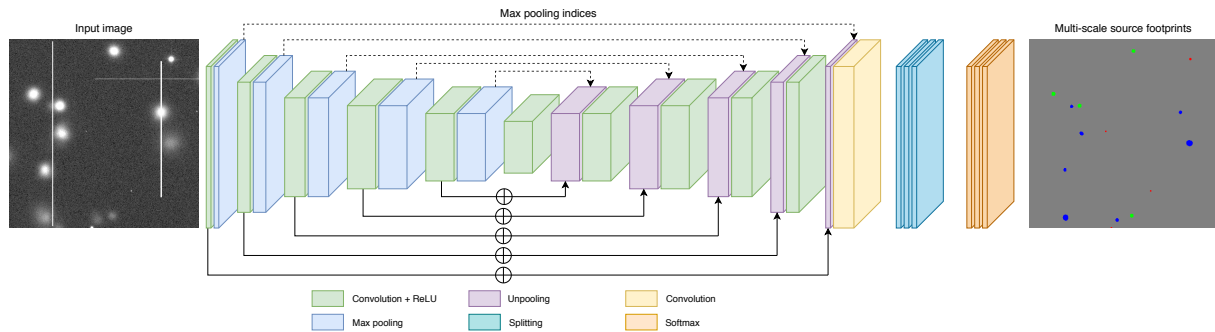 Max pooling indices
Input image
Multi-scale source footprints
Convolution + ReLU
Unpooling
Convolution
Max pooling
Splitting
Softmax